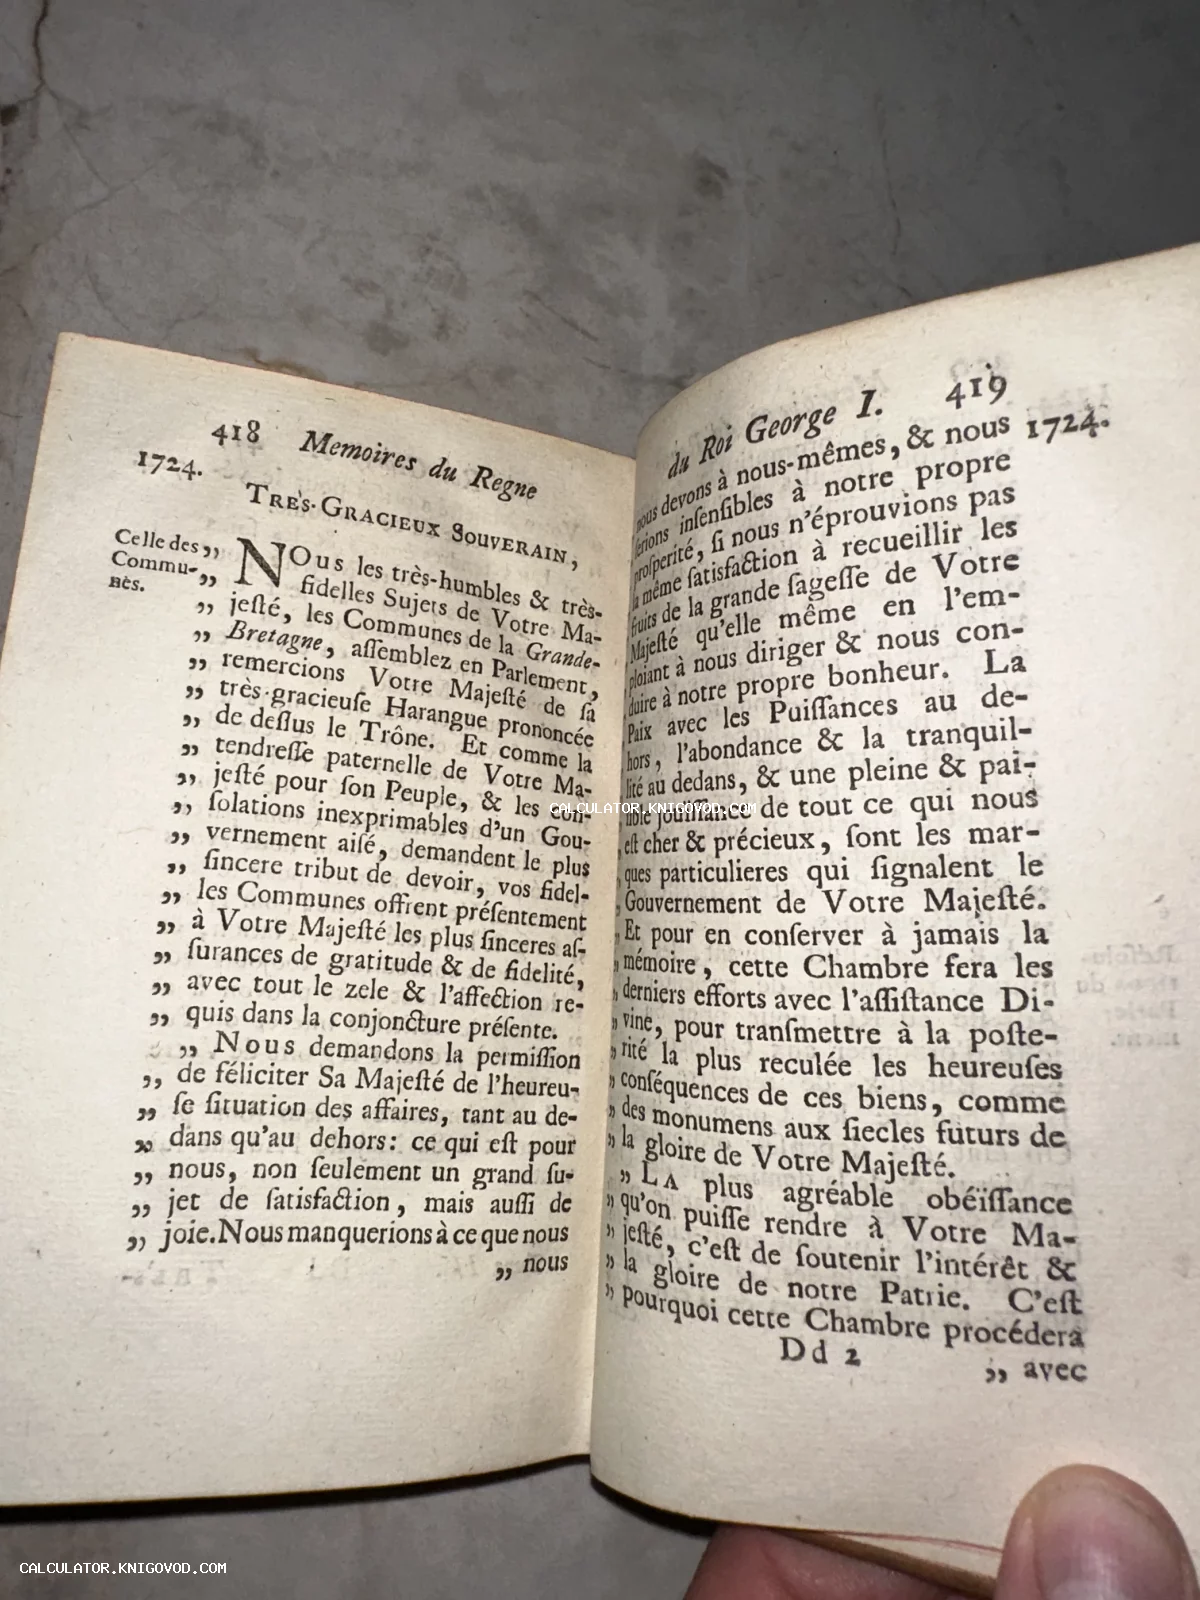 418 Memoires du Regne
1724.
TRE'S-GRACIEUX SOUVERAIN,
Celle des
Commu-
nes.
„ NOUS les très-humbles & très-
„ fidelles Sujets de Votre Ma-
„ jeſté, les Communes de la Grande-
„ Bretagne, aſſemblez en Parlement,
„ remercions Votre Majeſté de ſa
„ très-gracieuſe Harangue prononcée
„ de deſſus le Trône. Et comme la
„ tendreſſe paternelle de Votre Ma-
„ jeſté pour ſon Peuple, & les con-
„ ſolations inexprimables d'un Gou-
„ vernement aiſé, demandent le plus
„ ſincere tribut de devoir, vos fidel-
„ les Communes offrent préſentement
„ à Votre Majeſté les plus ſinceres aſ-
„ ſurances de gratitude & de fidelité,
„ avec tout le zele & l'affection re-
„ quis dans la conjoncture préſente.
„ Nous demandons la permiſſion
„ de féliciter Sa Majeſté de l'heureu-
„ ſe ſituation des affaires, tant au de-
„ dans qu'au dehors: ce qui eſt pour
„ nous, non ſeulement un grand ſu-
„ jet de ſatisfaction, mais auſſi de
„ joie. Nous manquerions à ce que nous
„ nous
du Roi George I. 419
1724.
nous devons à nous-mêmes, & nous
ſerions inſenſibles à notre propre
proſperité, ſi nous n'éprouvions pas
la même ſatisfaction à recueillir les
fruits de la grande ſageſſe de Votre
Majeſté qu'elle même en l'em-
ploiant à nous diriger & nous con-
duire à notre propre bonheur. La
Paix avec les Puiſſances au de-
hors, l'abondance & la tranquil-
lité au dedans, & une pleine & pai-
ſible jouïſſance de tout ce qui nous
„ eſt cher & précieux, ſont les mar-
„ ques particulieres qui ſignalent le
„ Gouvernement de Votre Majeſté.
„ Et pour en conſerver à jamais la
„ mémoire, cette Chambre fera les
„ derniers efforts avec l'aſſiſtance Di-
„ vine, pour tranſmettre à la poſte-
„ rité la plus reculée les heureuſes
„ conſéquences de ces biens, comme
„ des monumens aux ſiecles futurs de
„ la gloire de Votre Majeſté.
„ LA plus agréable obéïſſance
„ qu'on puiſſe rendre à Votre Ma-
„ jeſté, c'eſt de ſoutenir l'intérêt &
„ la gloire de notre Patrie. C'eſt
„ pourquoi cette Chambre procédera
Dd 2
„ avec
CALCULATOR.KNIGOVOD.COM
CALCULATOR.KNIGOVOD.COM